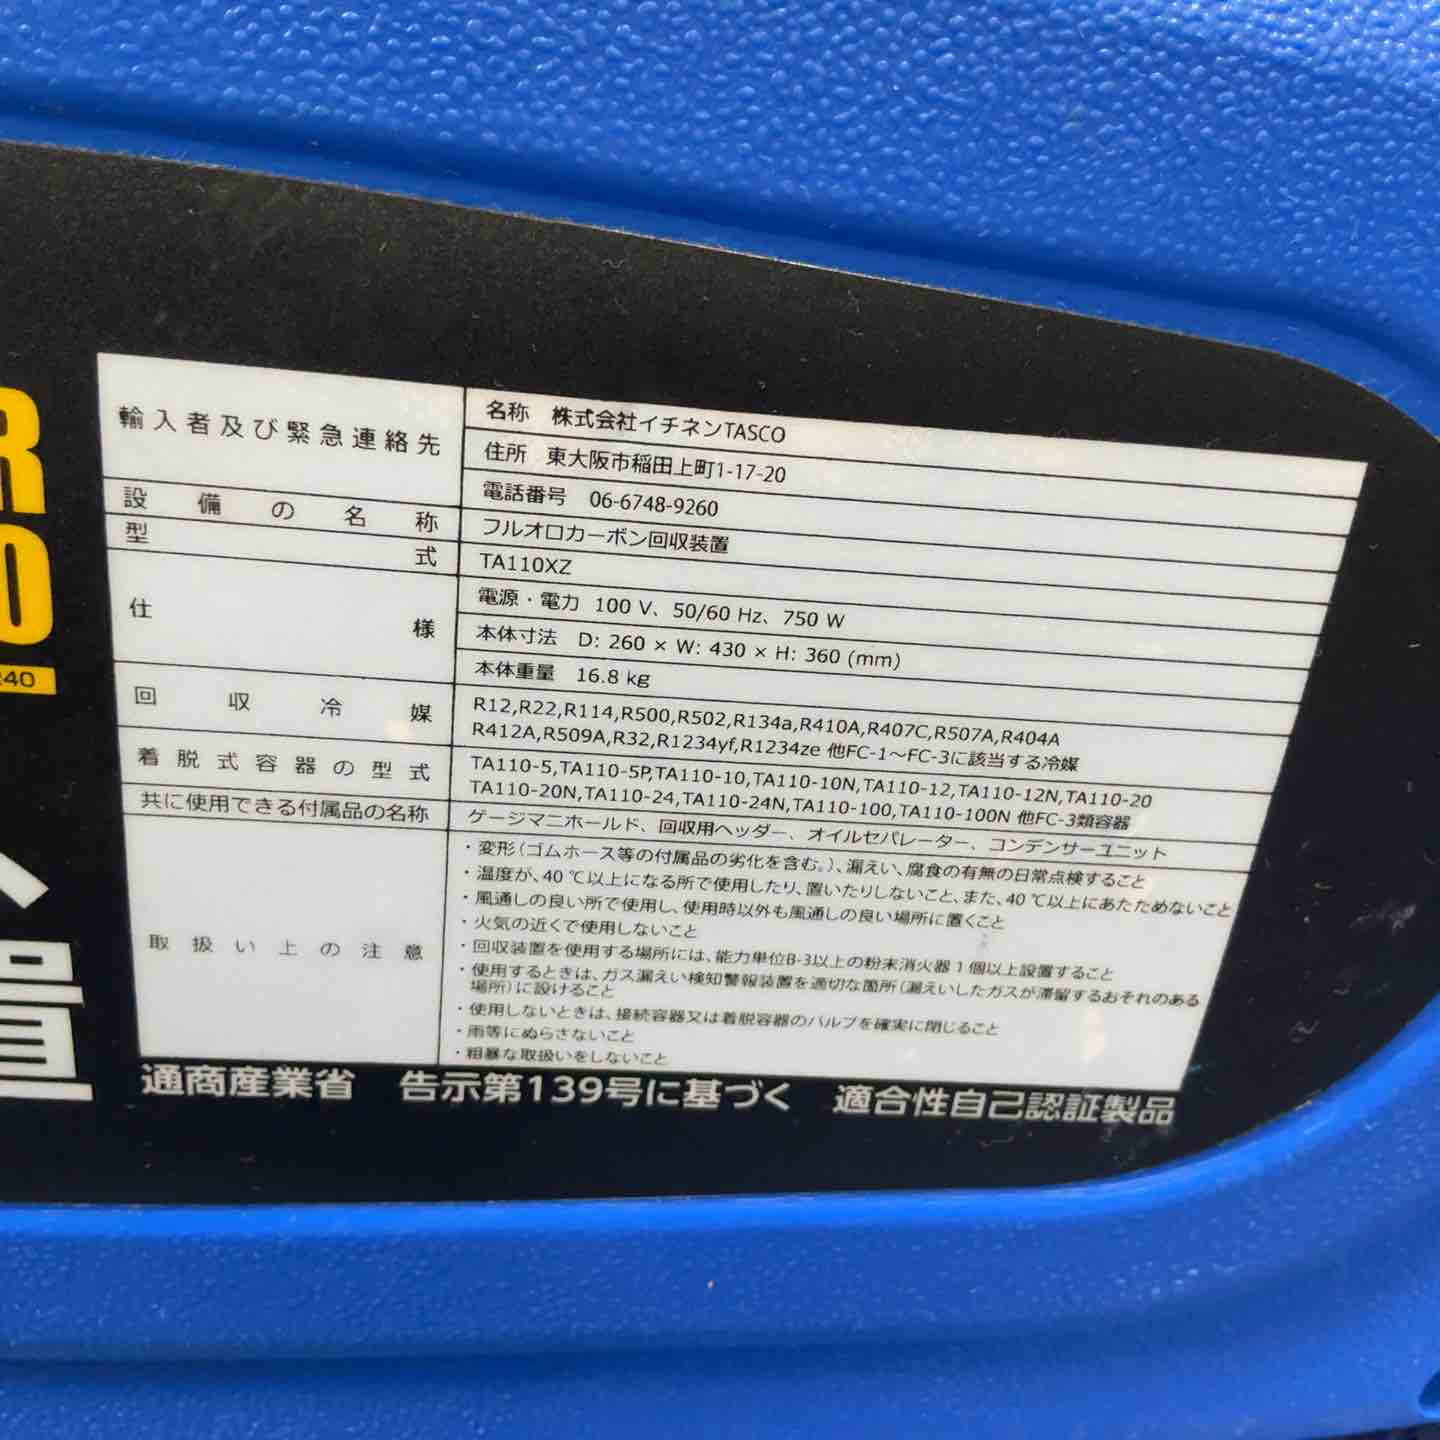 R
0
240
輸入者及び緊急連絡先
名称 株式会社イチネンTASCO
住所 東大阪市稲田上町1-17-20
電話番号 06-6748-9260
設備の名称
フルオロカーボン回収装置
型式
TA110XZ
仕様
電源・電力 100 V、50/60 Hz、750 W
本体寸法 D: 260 × W: 430 × H: 360 (mm)
本体重量 16.8 kg
回収冷媒
R12,R22,R114,R500,R502,R134a,R410A,R407C,R507A,R404A
R412A,R509A,R32,R1234yf,R1234ze 他FC-1～FC-3に該当する冷媒
着脱式容器の型式
TA110-5,TA110-5P,TA110-10,TA110-10N,TA110-12,TA110-12N,TA110-20
TA110-20N,TA110-24,TA110-24N,TA110-100,TA110-100N 他FC-3類容器
共に使用できる付属品の名称
ゲージマニホールド、回収用ヘッダー、オイルセパレーター、コンデンサーユニット
取扱い上の注意
・変形（ゴムホース等の付属品の劣化を含む。）、漏えい、腐食の有無の日常点検すること
・温度が、40 ℃以上になる所で使用したり、置いたりしないこと、また、40 ℃以上にあたためないこと
・風通しの良い所で使用し、使用時以外も風通しの良い場所に置くこと
・火気の近くで使用しないこと
・回収装置を使用する場所には、能力単位B-3以上の粉末消火器１個以上設置すること
・使用するときは、ガス漏えい検知警報装置を適切な箇所（漏えいしたガスが滞留するおそれのある
場所）に設けること
・使用しないときは、接続容器又は着脱容器のバルブを確実に閉じること
・雨等にぬらさないこと
・粗暴な取扱いをしないこと
通商産業省 告示第139号に基づく 適合性自己認証製品